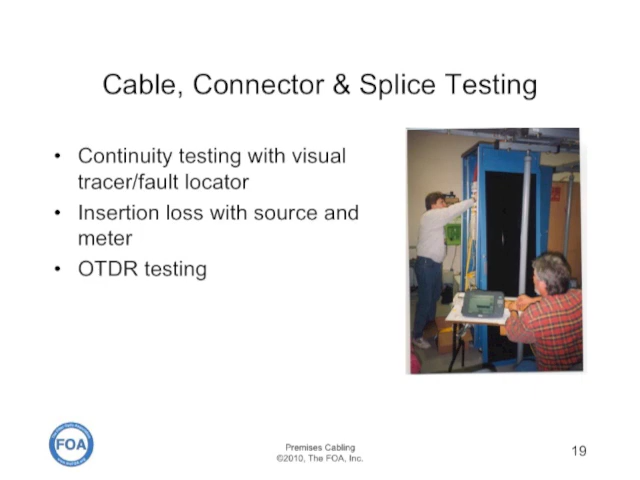 Cable, Connector & Splice Testing
• Continuity testing with visual
tracer/fault locator
• Insertion loss with source and
meter
• OTDR testing
FOA
Premises Cabling
©2010, The FOA, Inc.
19